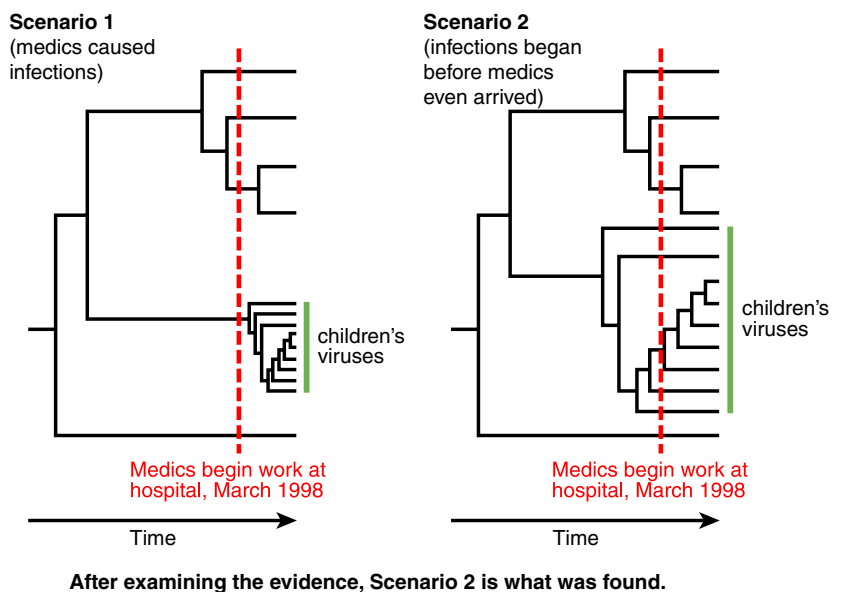 Scenario 1
(medics caused
infections)
Scenario 2
(infections began
before medics
even arrived)
children's
viruses
children's
viruses
Medics begin work at
hospital, March 1998
Medics begin work at
hospital, March 1998
Time
Time
After examining the evidence, Scenario 2 is what was found.